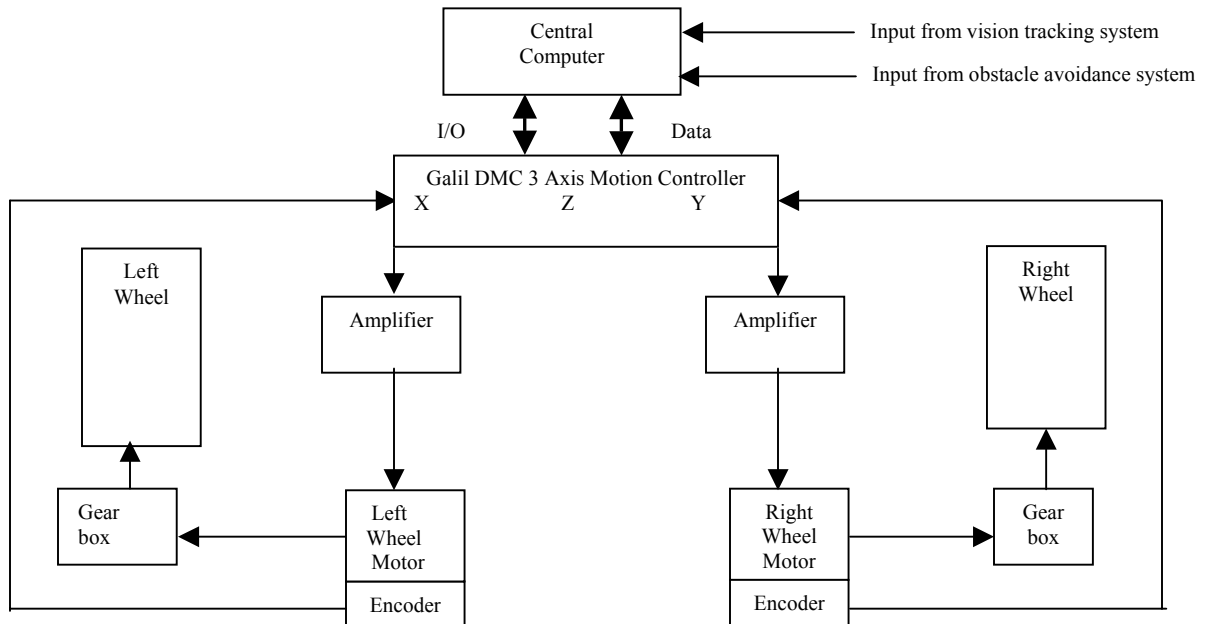 Central
Computer
Input from vision tracking system
Input from obstacle avoidance system
I/O
Data
Galil DMC 3 Axis Motion Controller
X Z Y
Left
Wheel
Right
Wheel
Amplifier
Amplifier
Gear
box
Left
Wheel
Motor
Encoder
Right
Wheel
Motor
Encoder
Gear
box